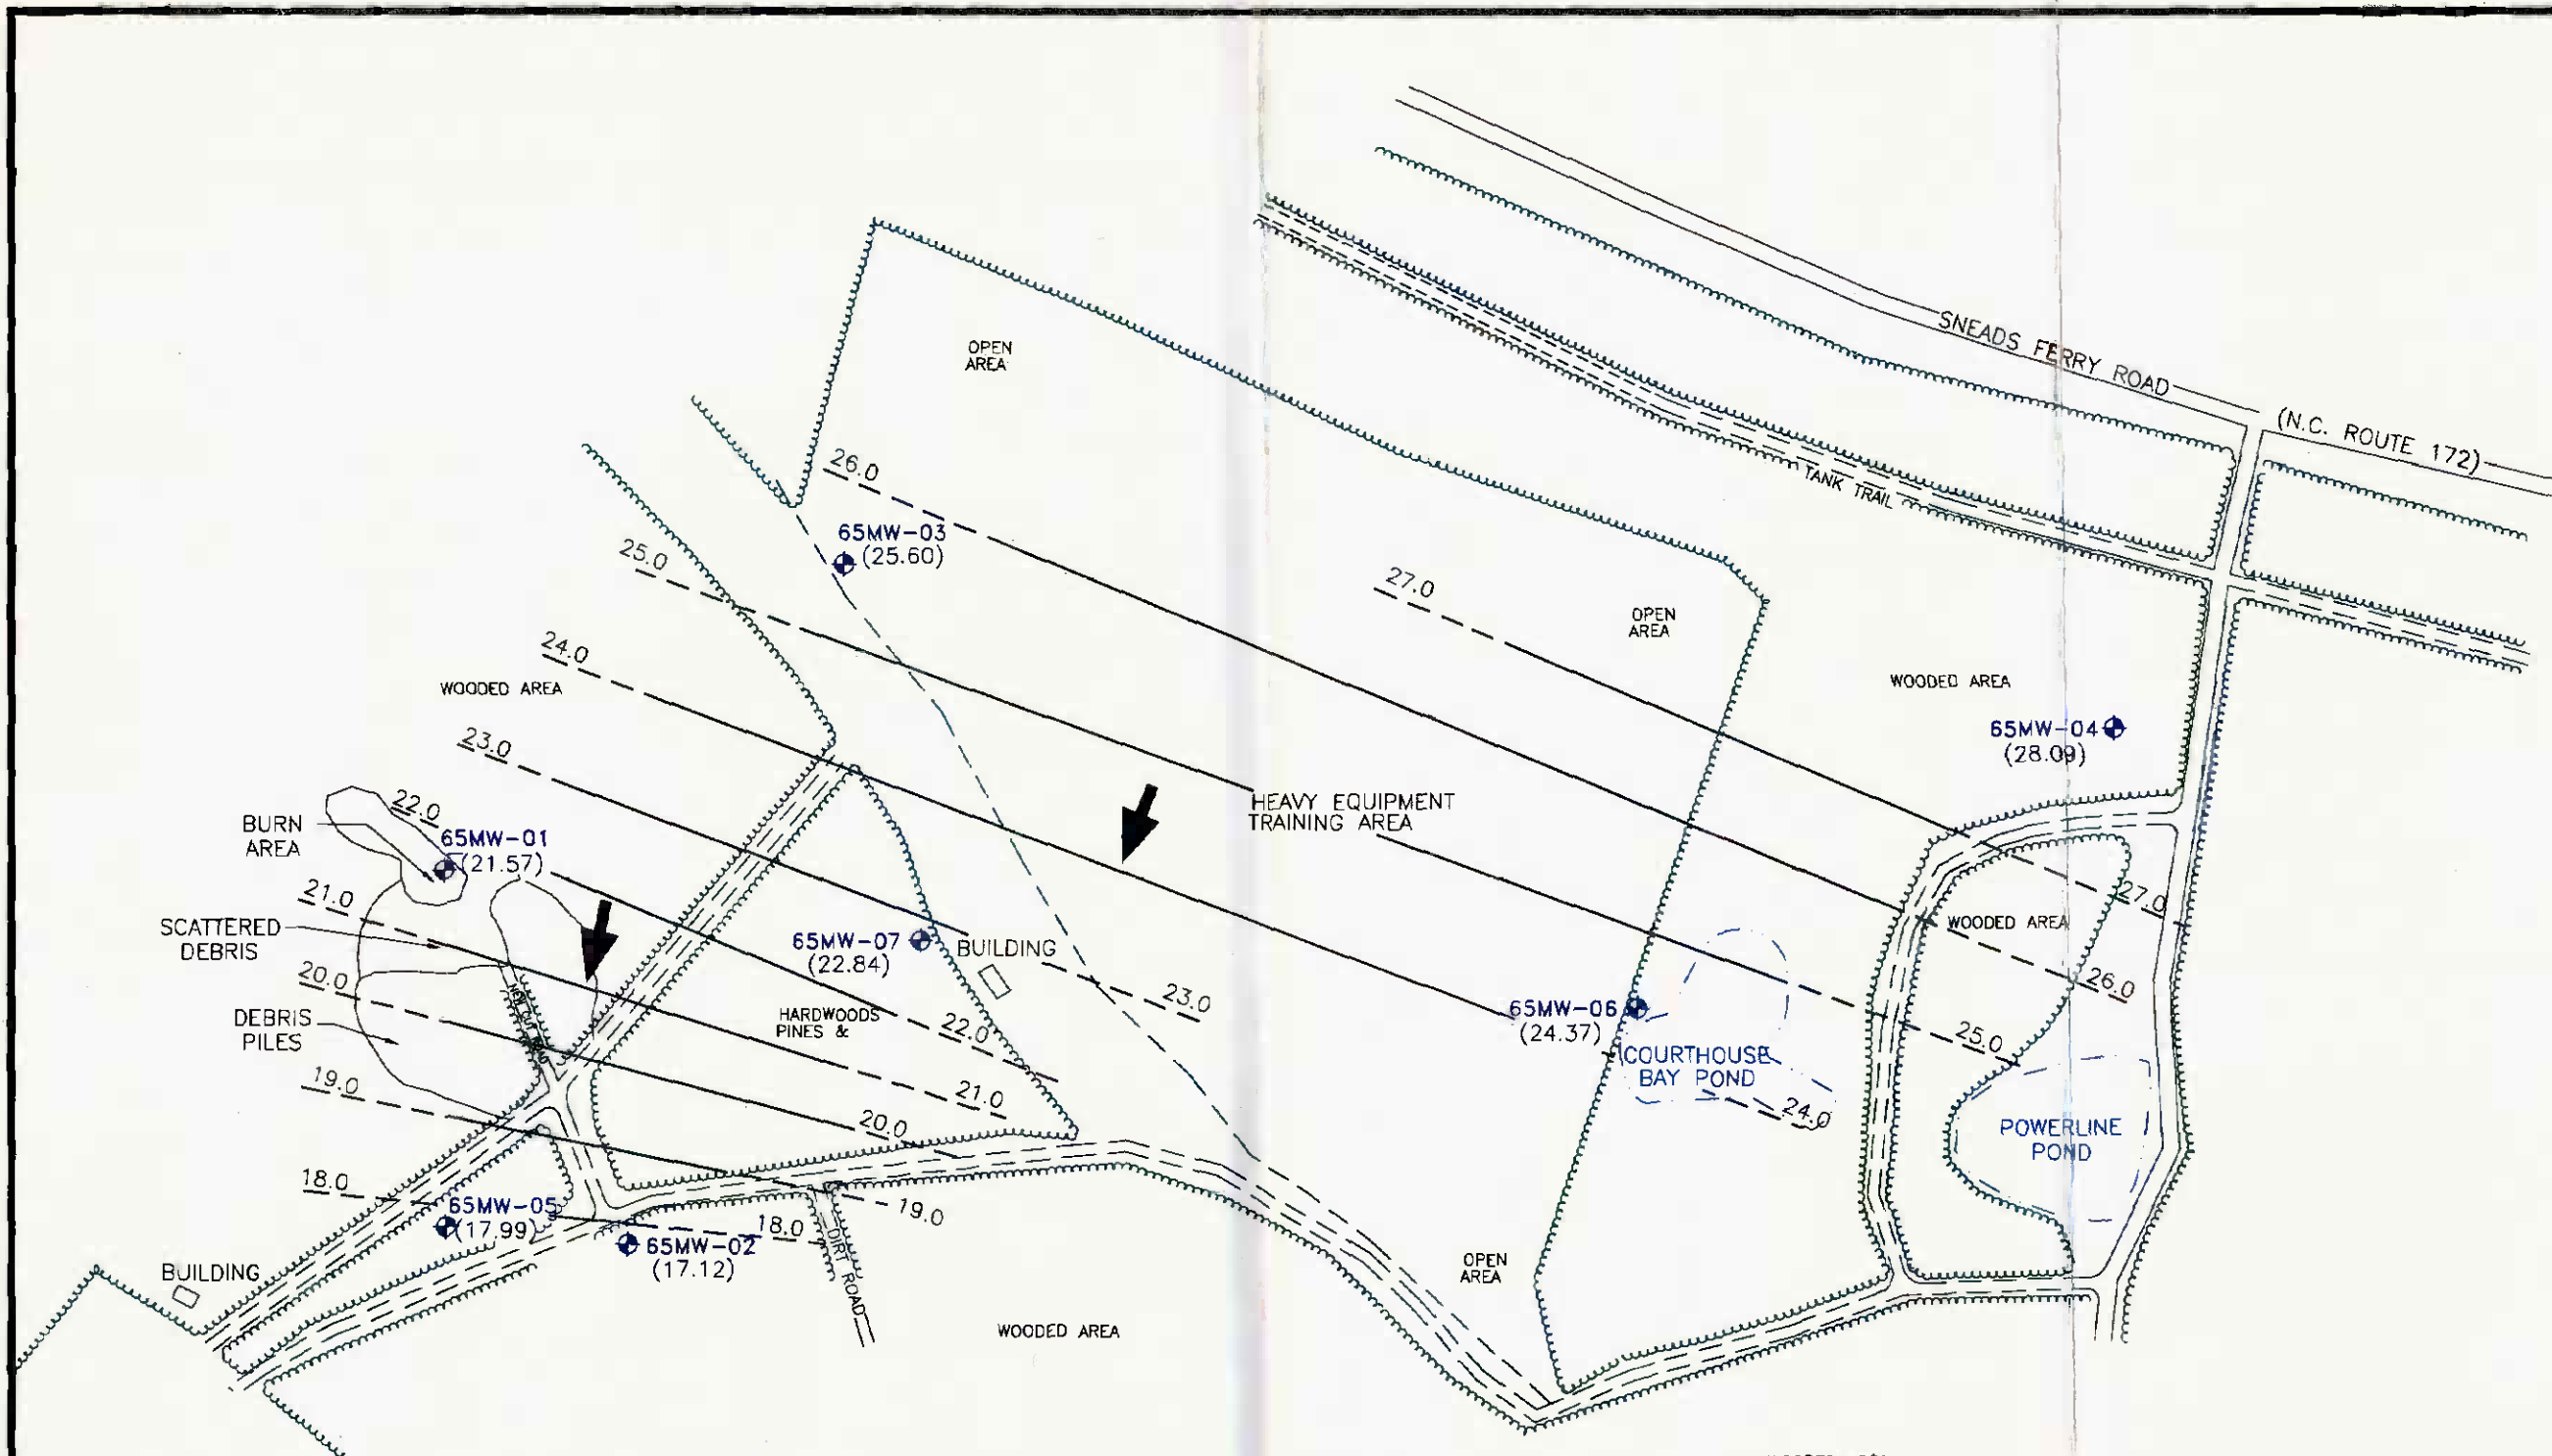 SNEADS FERRY ROAD
(N.C. ROUTE 172)
OPEN
AREA
26.0
TANK TRAIL
65MW-03
(25.60)
25.0
27.0
OPEN
AREA
24.0
WOODED AREA
WOODED AREA
65MW-04
(28.09)
23.0
22.0
BURN
AREA
65MW-01
(21.57)
HEAVY EQUIPMENT
TRAINING AREA
21.0
27.0
SCATTERED
DEBRIS
WOODED AREA
65MW-07
(22.84)
BUILDING
20.0
23.0
26.0
DEBRIS
PILES
HARDWOODS
PINES &
22.0
65MW-06
(24.37)
25.0
COURTHOUSE
BAY POND
19.0
21.0
24.0
20.0
POWERLINE
POND
18.0
65MW-05
(17.99)
19.0
18.0
65MW-02
(17.12)
DIRT ROAD
BUILDING
OPEN
AREA
WOODED AREA